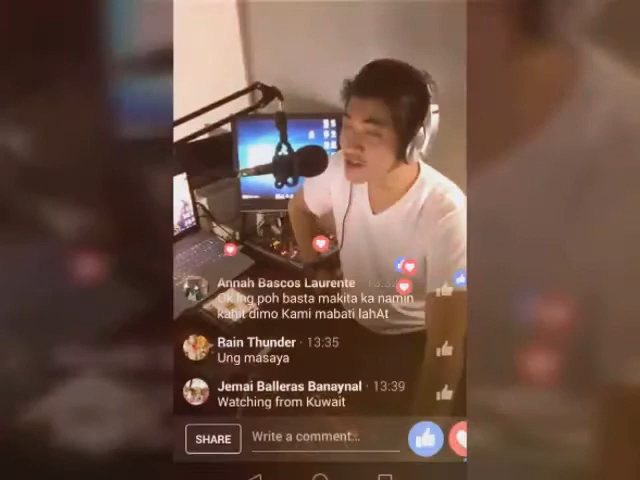 Annah Bascos Laurente
Ok lng poh basta makita ka namin
kahit dimo Kami mabati lahAt
Rain Thunder · 13:35
Ung masaya
Jemai Balleras Banaynal · 13:39
Watching from Kuwait
SHARE
Write a comment...